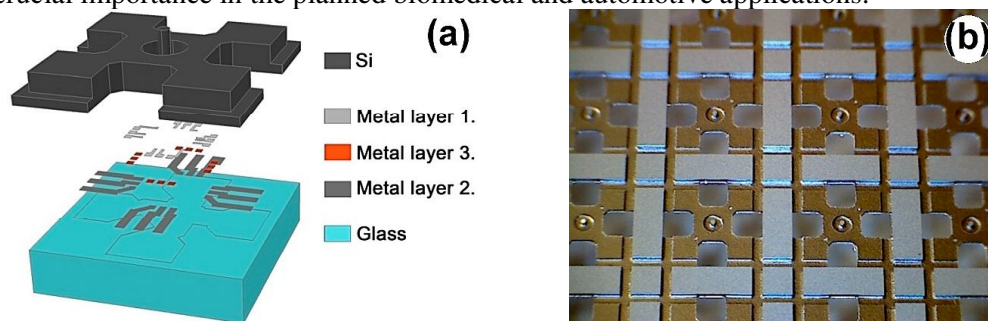 crucial importance in the planned biomedical and automotive applications.
(a)
Si
Metal layer 1.
Metal layer 3.
Metal layer 2.
Glass
(b)